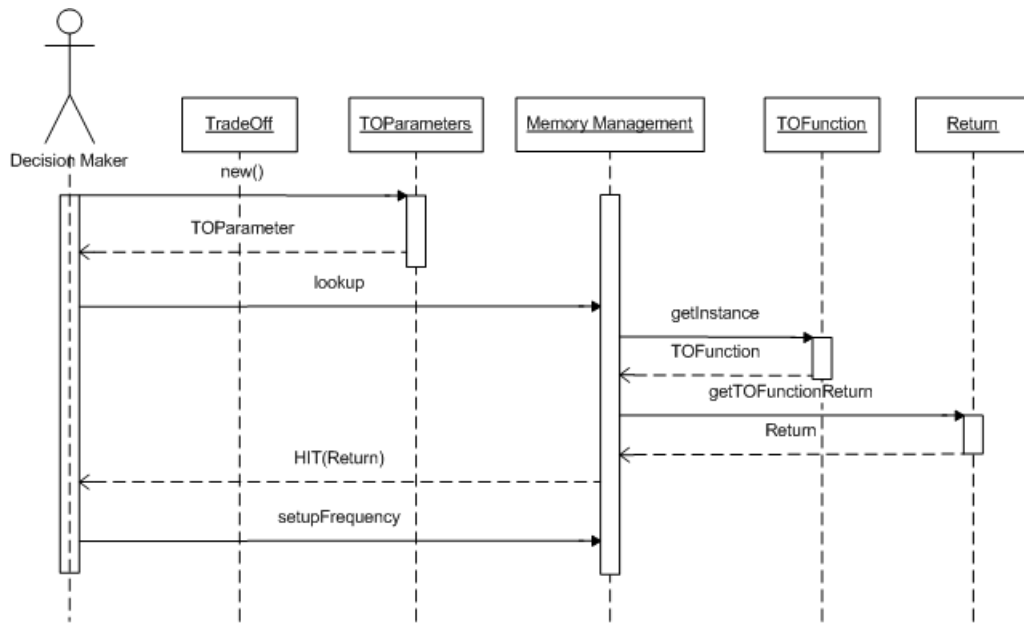 TradeOff
TOParameters
Memory Management
TOFunction
Return
Decision Maker
new()
TOParameter
lookup
getInstance
TOFunction
getTOFunctionReturn
Return
HIT(Return)
setupFrequency